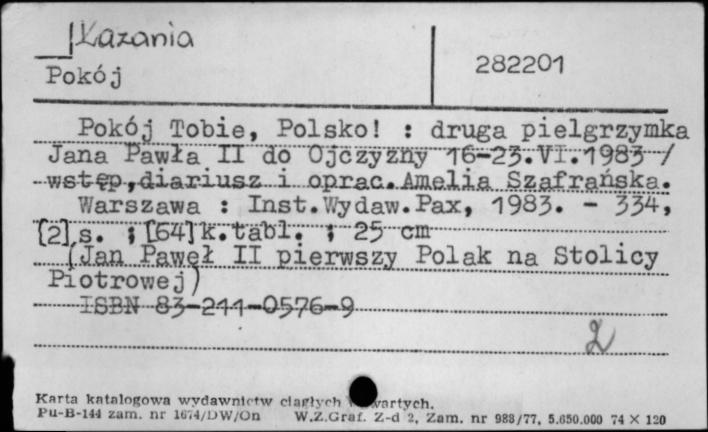 Kazania
Pokój
282201
Pokój Tobie, Polsko! : druga pielgrzymka
Jana Pawła II do Ojczyzny 16-23.VI.1983 /
wstęp,diariusz i oprac.Amelia Szafrańska.
Warszawa : Inst.Wydaw.Pax, 1983. - 334,
[2]s. ; [64]k.tabl. ; 25 cm
(Jan Paweł II pierwszy Polak na Stolicy
Piotrowej)
ISBN 83-211-0576-9
2
Karta katalogowa wydawnictw ciągłych wartych.
Pu-B-144 zam. nr 1674/DW/On W.Z.Graf. Z-d 2, Zam. nr 988/77, 5.650.000 74 X 120